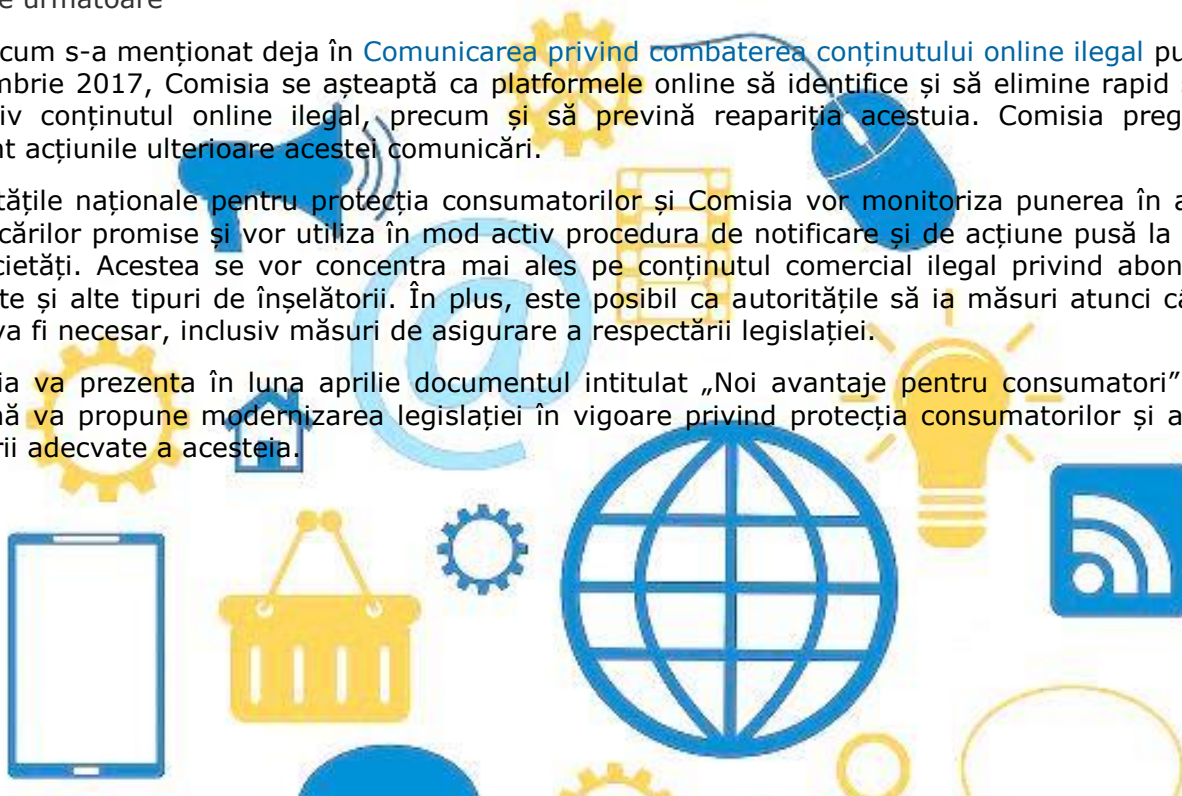 e următoare
cum s-a menționat deja în Comunicarea privind combaterea conținutului online ilegal pu
mbrie 2017, Comisia se așteaptă ca platformele online să identifice și să elimine rapid
iv conținutul online ilegal, precum și să prevină reapariția acestuia. Comisia preg
nt acțiunile ulterioare acestei comunicări.
tățile naționale pentru protecția consumatorilor și Comisia vor monitoriza punerea în a
cărilor promise și vor utiliza în mod activ procedura de notificare și de acțiune pusă la
cietăți. Acestea se vor concentra mai ales pe conținutul comercial ilegal privind abon
te și alte tipuri de înșelătorii. În plus, este posibil ca autoritățile să ia măsuri atunci câ
va fi necesar, inclusiv măsuri de asigurare a respectării legislației.
ia va prezenta în luna aprilie documentul intitulat „Noi avantaje pentru consumatori”
nă va propune modernizarea legislației în vigoare privind protecția consumatorilor și a
rii adecvate a acesteia.
@